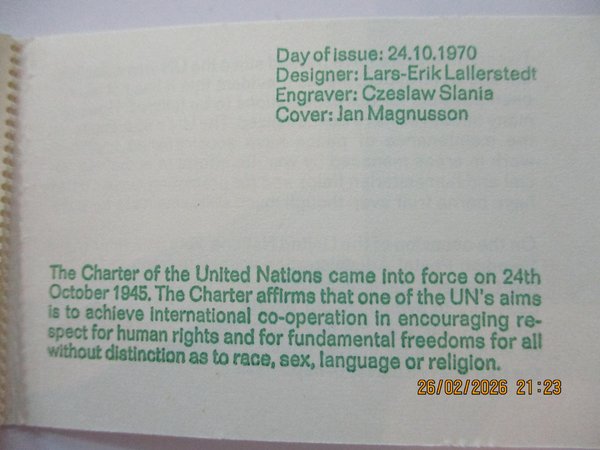 Day of issue: 24.10.1970
Designer: Lars-Erik Lallerstedt
Engraver: Czeslaw Slania
Cover: Jan Magnusson
The Charter of the United Nations came into force on 24th
October 1945. The Charter affirms that one of the UN's aims
is to achieve international co-operation in encouraging re-
spect for human rights and for fundamental freedoms for all
without distinction as to race, sex, language or religion.
26/02/2026 21:23